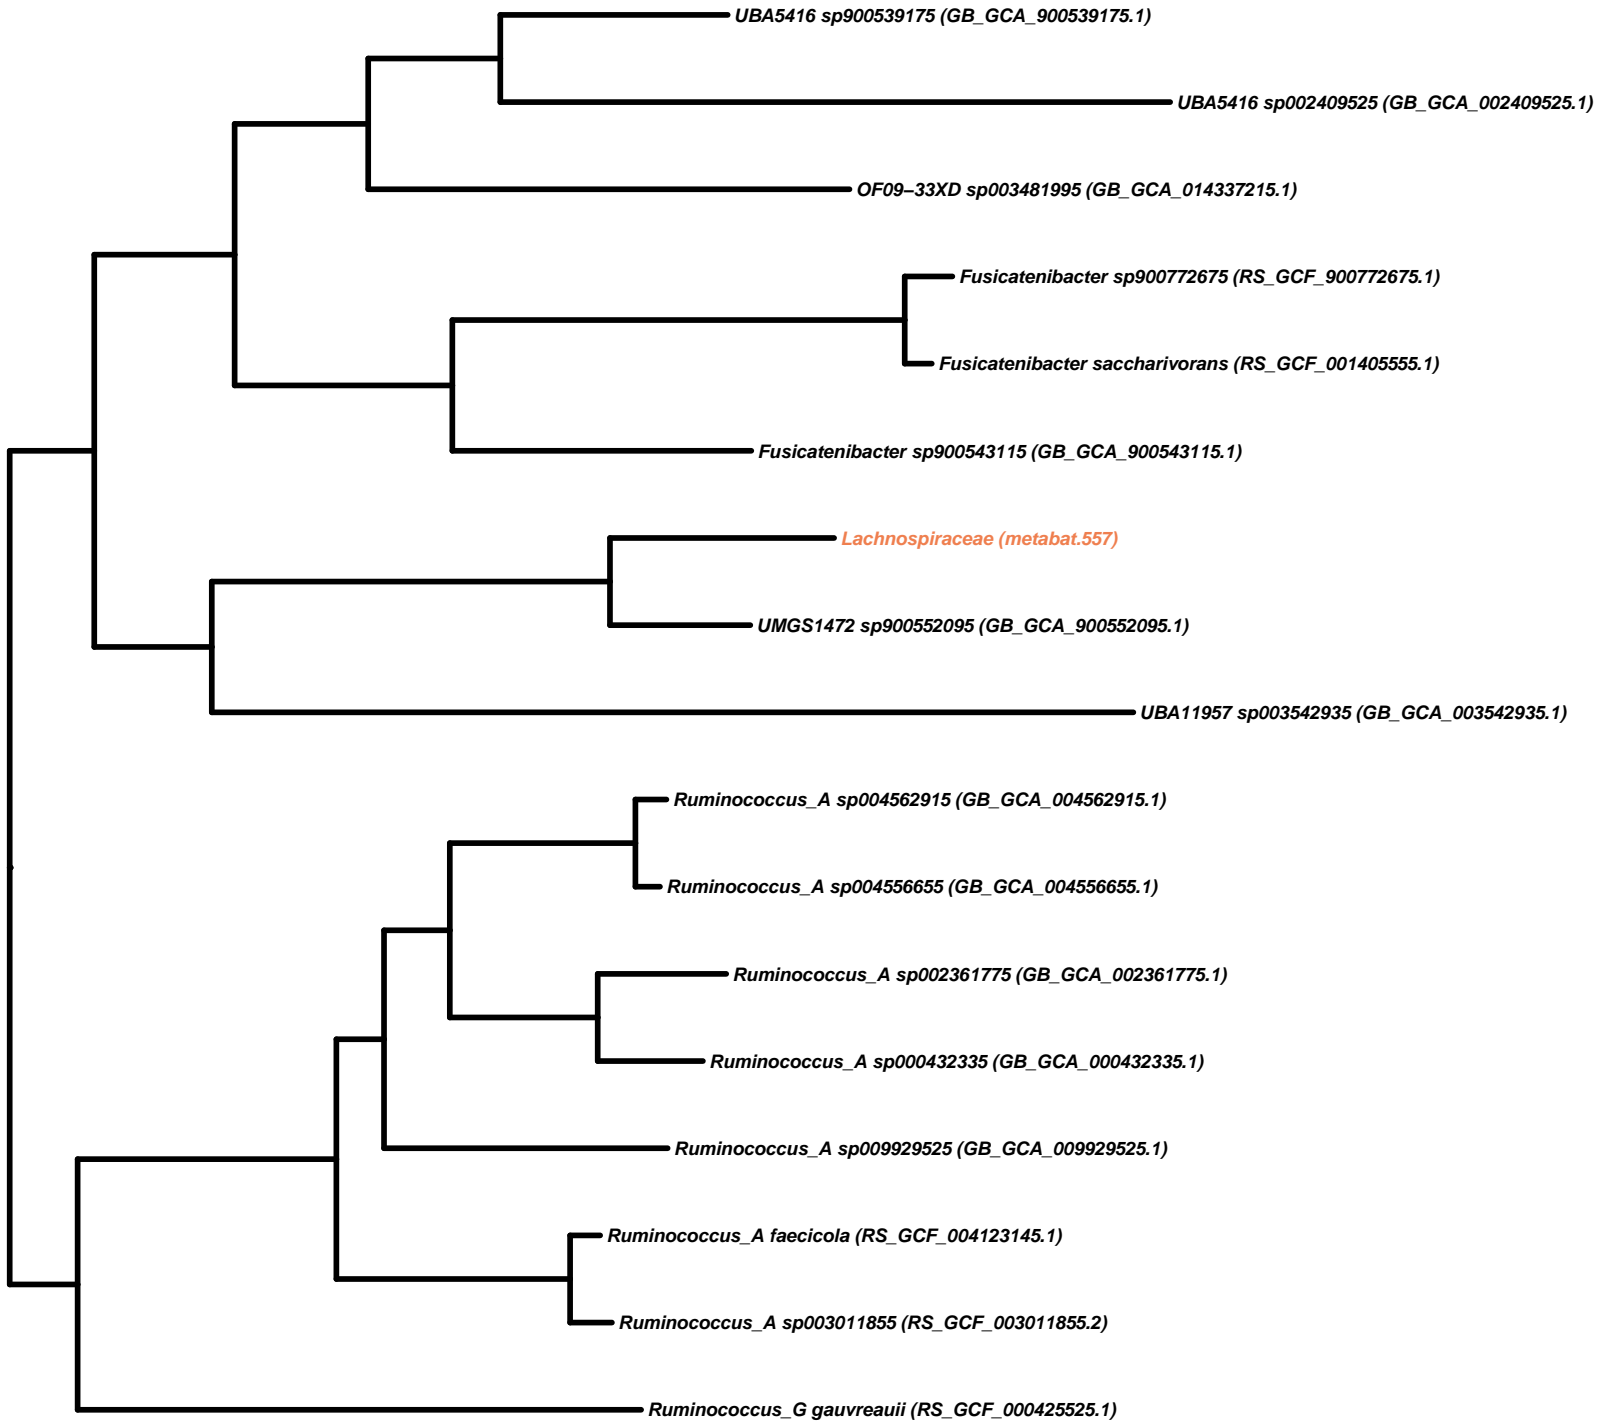 UBA5416 sp900539175 (GB_GCA_900539175.1)
UBA5416 sp002409525 (GB_GCA_002409525.1)
OF09–33XD sp003481995 (GB_GCA_014337215.1)
Fusicatenibacter sp900772675 (RS_GCF_900772675.1)
Fusicatenibacter saccharivorans (RS_GCF_001405555.1)
Fusicatenibacter sp900543115 (GB_GCA_900543115.1)
Lachnospiraceae (metabat.557)
UMGS1472 sp900552095 (GB_GCA_900552095.1)
UBA11957 sp003542935 (GB_GCA_003542935.1)
Ruminococcus_A sp004562915 (GB_GCA_004562915.1)
Ruminococcus_A sp004556655 (GB_GCA_004556655.1)
Ruminococcus_A sp002361775 (GB_GCA_002361775.1)
Ruminococcus_A sp000432335 (GB_GCA_000432335.1)
Ruminococcus_A sp009929525 (GB_GCA_009929525.1)
Ruminococcus_A faecicola (RS_GCF_004123145.1)
Ruminococcus_A sp003011855 (RS_GCF_003011855.2)
Ruminococcus_G gauvreauii (RS_GCF_000425525.1)